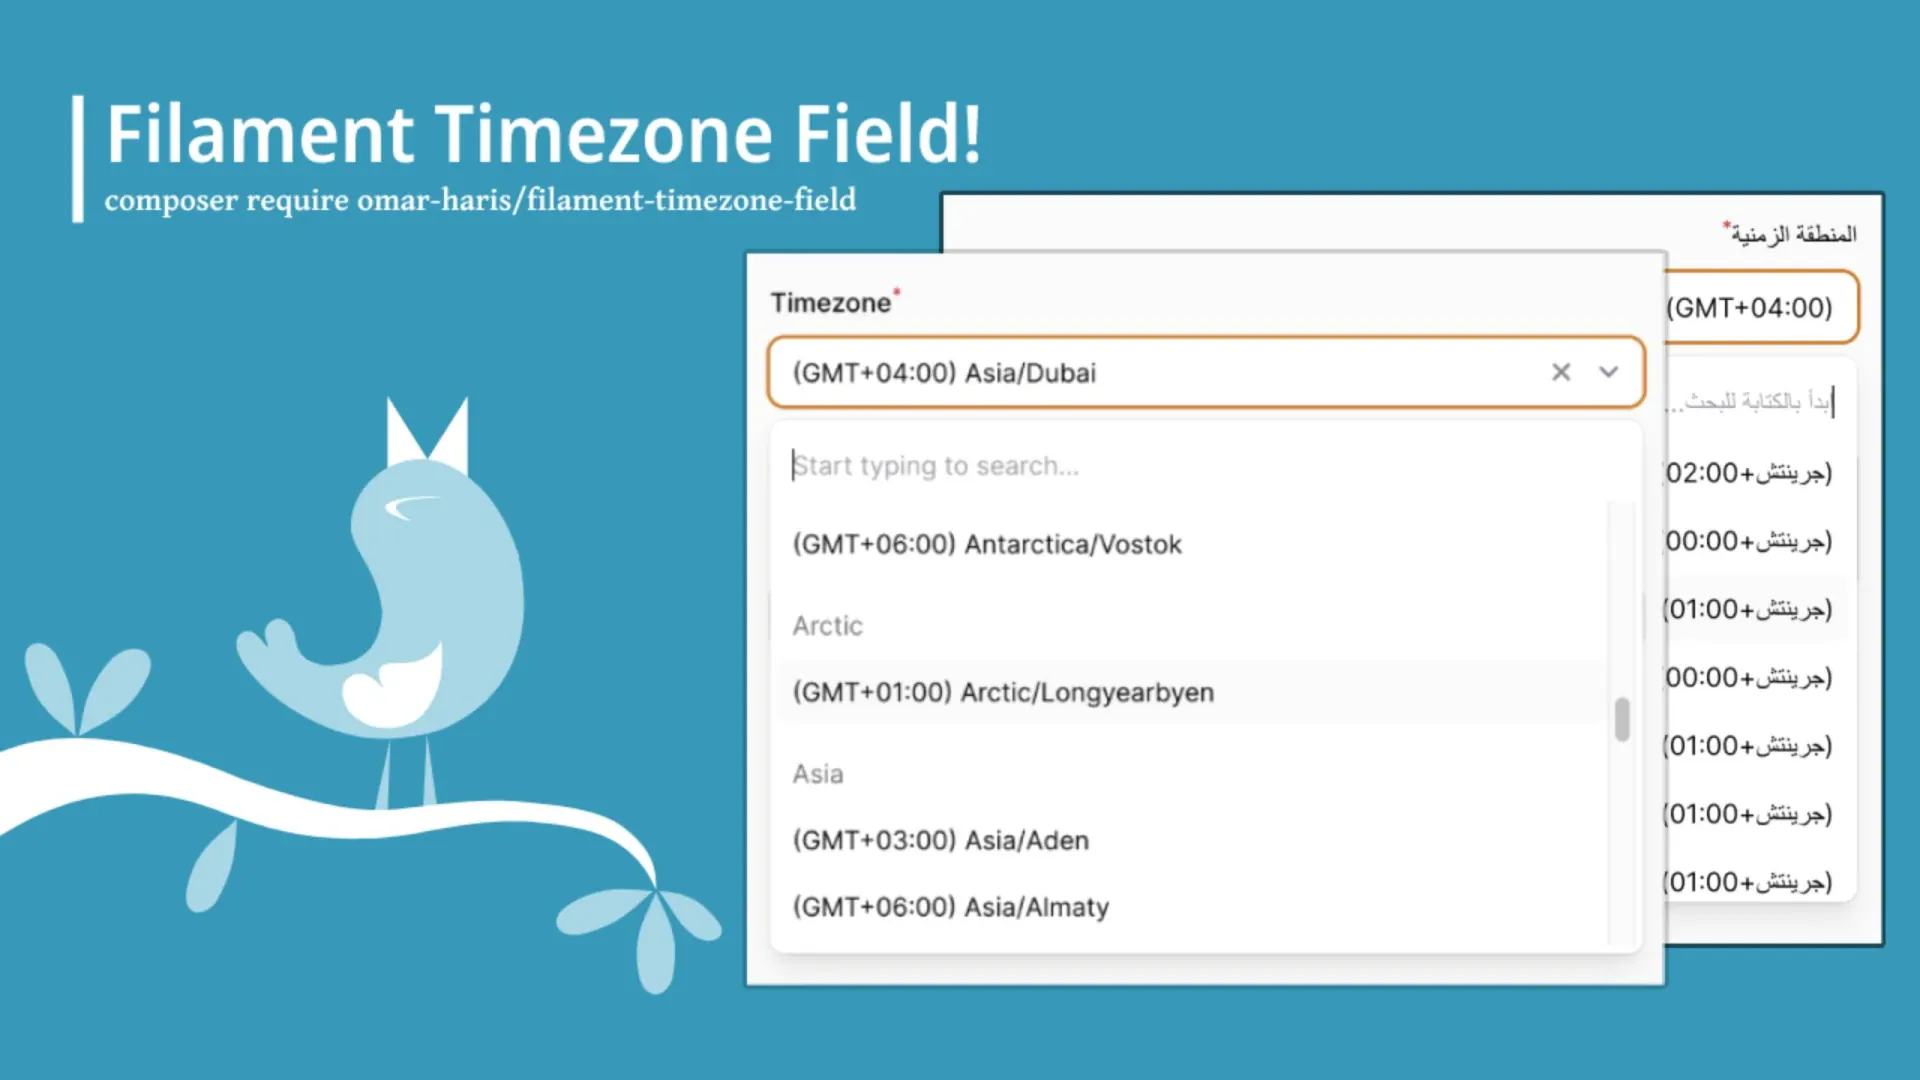 Filament Timezone Field!
composer require omar-haris/filament-timezone-field
Timezone*
(GMT+04:00) Asia/Dubai
Start typing to search...
(GMT+06:00) Antarctica/Vostok
Arctic
(GMT+01:00) Arctic/Longyearbyen
Asia
(GMT+03:00) Asia/Aden
(GMT+06:00) Asia/Almaty
المنطقة الزمنية*
(GMT+04:00)
ابدأ بالكتابة للبحث...
(جرينتش+02:00
(جرينتش+00:00
(جرينتش+01:00)
(جرينتش+00:00
(جرينتش+01:00)
(جرينتش+01:00)
(جرينتش+01:00)